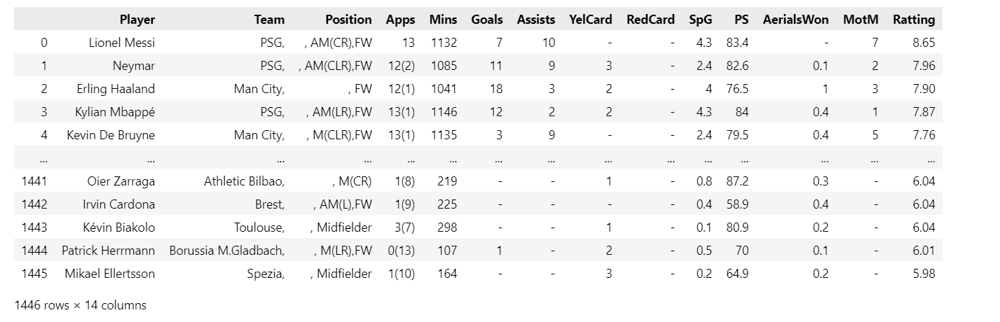 Player Team Position Apps Mins Goals Assists YelCard RedCard SpG PS AerialsWon MotM Ratting
0 Lionel Messi PSG, , AM(CR),FW 13 1132 7 10 - - 4.3 83.4 - 7 8.65
1 Neymar PSG, , AM(CLR),FW 12(2) 1085 11 9 3 - 2.4 82.6 0.1 2 7.96
2 Erling Haaland Man City, , FW 12(1) 1041 18 3 2 - 4 76.5 1 3 7.90
3 Kylian Mbappé PSG, , AM(LR),FW 13(1) 1146 12 2 2 - 4.3 84 0.4 1 7.87
4 Kevin De Bruyne Man City, , M(CLR),FW 13(1) 1135 3 9 - - 2.4 79.5 0.4 5 7.76
... ... ... ... ... ... ... ... ... ... ... ... ... ... ...
1441 Oier Zarraga Athletic Bilbao, , M(CR) 1(8) 219 - - 1 - 0.8 87.2 0.3 - 6.04
1442 Irvin Cardona Brest, , AM(L),FW 1(9) 225 - - - - 0.4 58.9 0.4 - 6.04
1443 Kévin Biakolo Toulouse, , Midfielder 3(7) 298 - - 1 - 0.1 80.9 0.2 - 6.04
1444 Patrick Herrmann Borussia M.Gladbach, , M(LR),FW 0(13) 107 1 - 2 - 0.5 70 0.1 - 6.01
1445 Mikael Ellertsson Spezia, , Midfielder 1(10) 164 - - 3 - 0.2 64.9 0.2 - 5.98
1446 rows × 14 columns